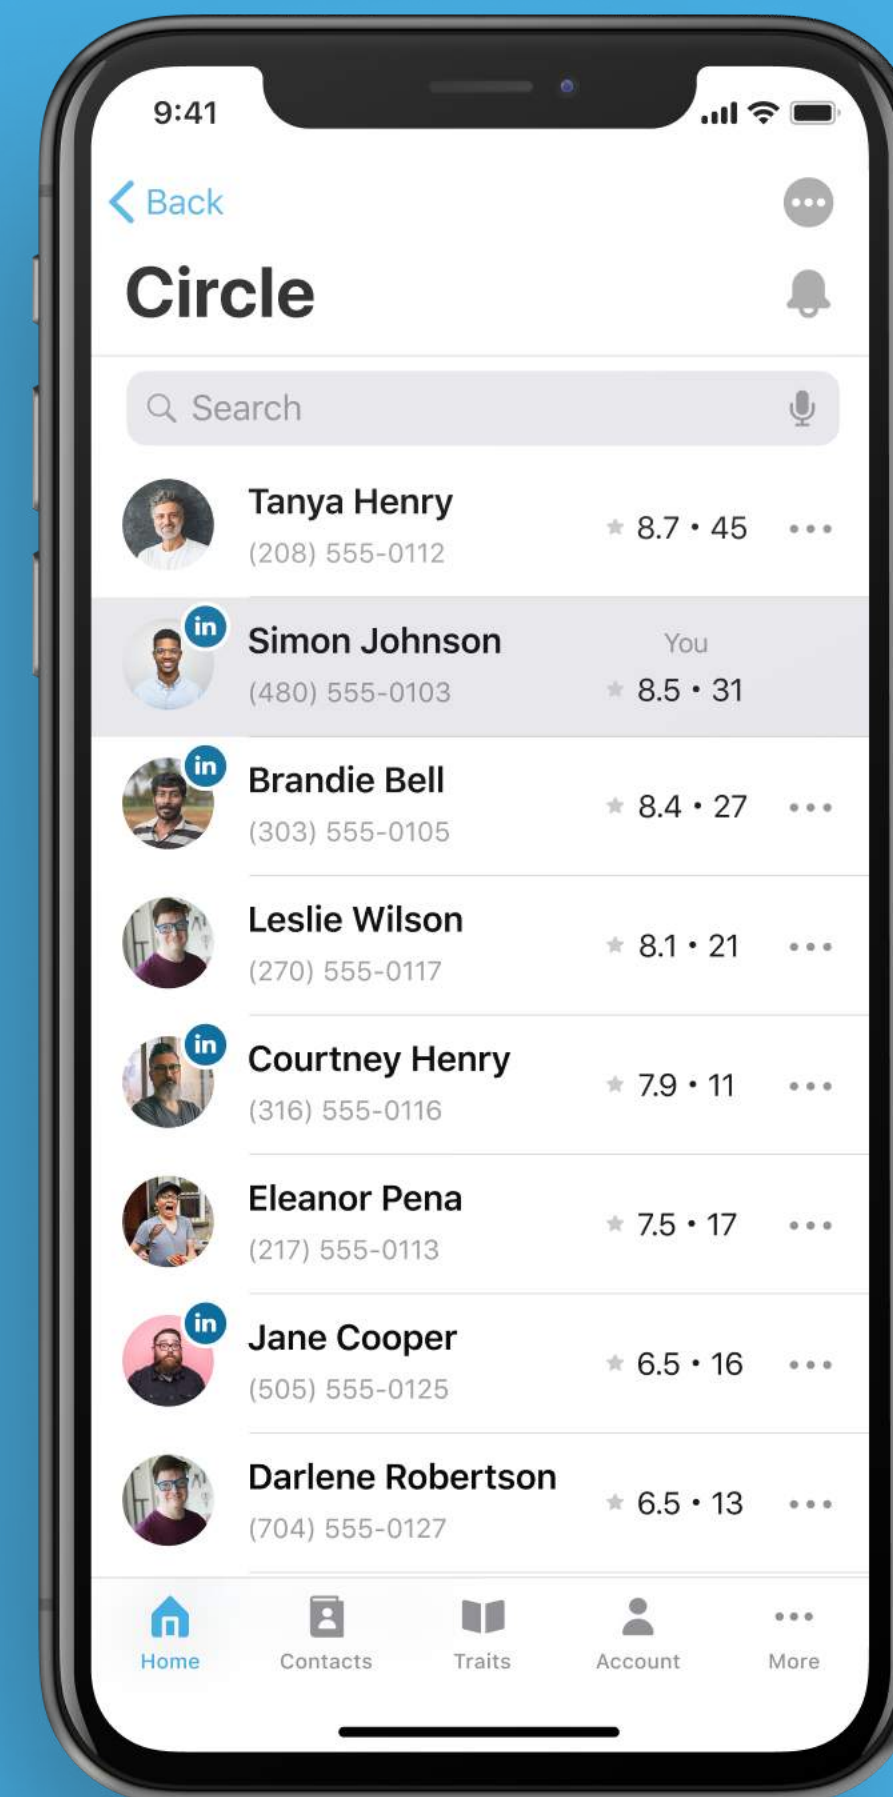 9:41
Back
Circle
Search
Tanya Henry
(208) 555-0112
8.7 • 45
in
Simon Johnson
You
(480) 555-0103
8.5 • 31
in
Brandie Bell
(303) 555-0105
8.4 • 27
Leslie Wilson
(270) 555-0117
8.1 • 21
in
Courtney Henry
(316) 555-0116
7.9 • 11
Eleanor Pena
(217) 555-0113
7.5 • 17
in
Jane Cooper
(505) 555-0125
6.5 • 16
Darlene Robertson
(704) 555-0127
6.5 • 13
Home Contacts Traits Account More